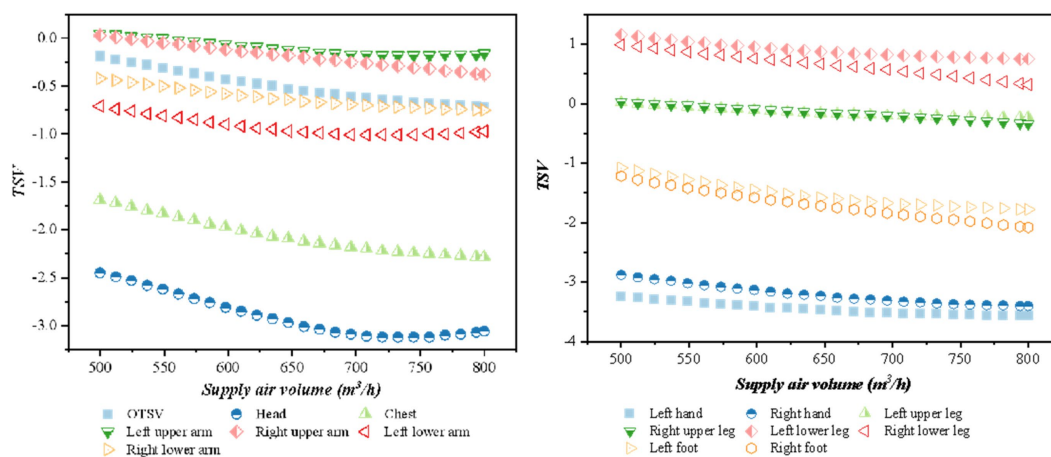 0.0
-0.5
-1.0
-1.5
-2.0
-2.5
-3.0
TSV
500 550 600 650 700 750 800
Supply air volume (m³/h)
OTSV Head Chest
Left upper arm Right upper arm Left lower arm
Right lower arm
1
0
-1
-2
-3
-4
TSV
500 550 600 650 700 750 800
Supply air volume (m³/h)
Left hand Right hand Left upper leg
Right upper leg Left lower leg Right lower leg
Left foot Right foot